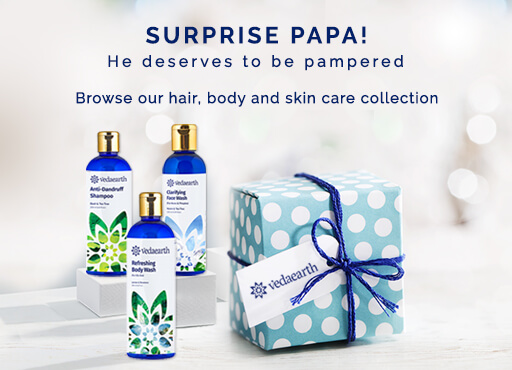 SURPRISE PAPA!
He deserves to be pampered
Browse our hair, body and skin care collection
vedaearth
Anti-Dandruff
Shampoo
vedaearth
Clarifying
Face Wash
vedaearth
Refreshing
Body Wash
vedaearth